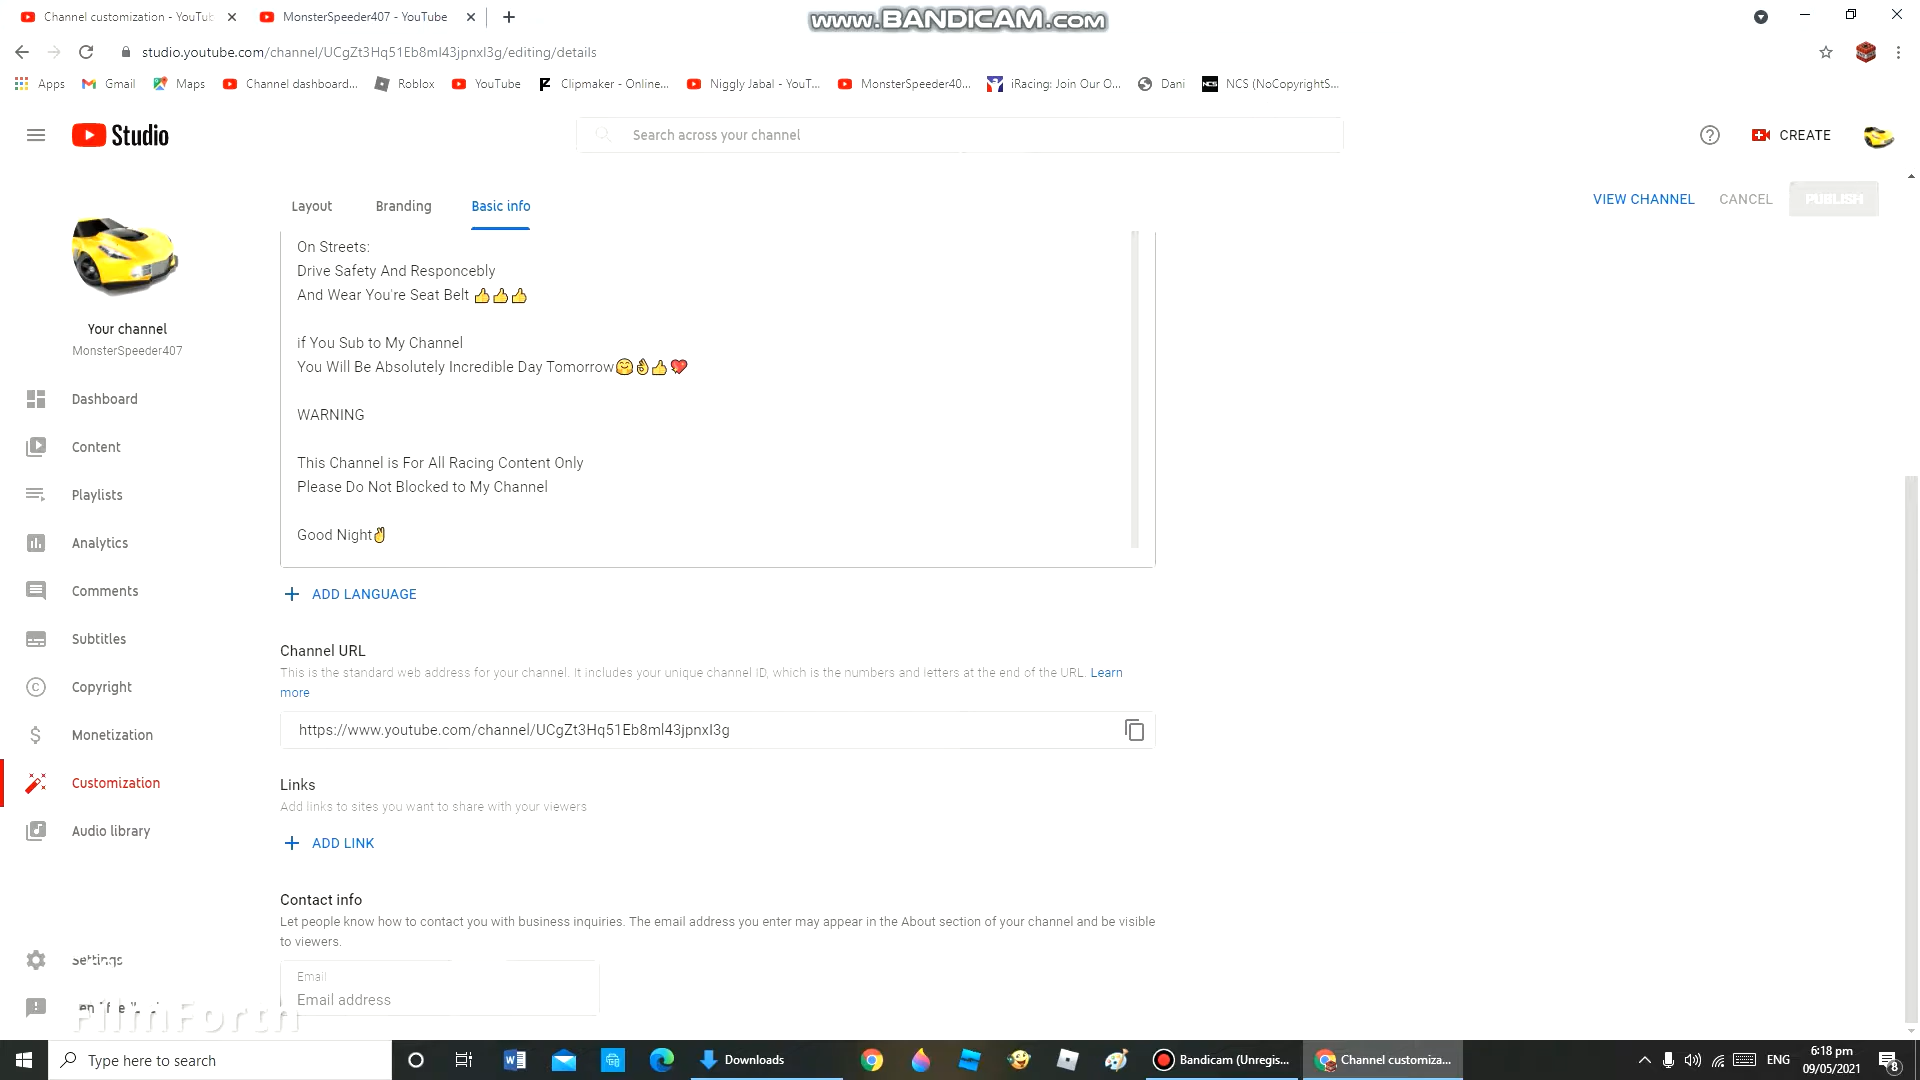 Channel customization - YouTub
MonsterSpeeder407 - YouTube
www.BANDICAM.com
studio.youtube.com/channel/UCgZt3Hq51Eb8ml43jpnxI3g/editing/details
Apps
Gmail
Maps
Channel dashboard...
Roblox
YouTube
Clipmaker - Online...
Niggly Jabal - YouT...
MonsterSpeeder40...
iRacing: Join Our O...
Dani
NCS (NoCopyrightS...
Studio
Search across your channel
CREATE
Layout
Branding
Basic info
VIEW CHANNEL
CANCEL
PUBLISH
On Streets:
Drive Safety And Responcebly
And Wear You're Seat Belt 👍👍👍
if You Sub to My Channel
You Will Be Absolutely Incredible Day Tomorrow🤗👌👍💖
WARNING
This Channel is For All Racing Content Only
Please Do Not Blocked to My Channel
Good Night✌
Your channel
MonsterSpeeder407
Dashboard
Content
Playlists
Analytics
Comments
Subtitles
Copyright
Monetization
Customization
Audio library
Settings
ADD LANGUAGE
Channel URL
This is the standard web address for your channel. It includes your unique channel ID, which is the numbers and letters at the end of the URL. Learn
more
https://www.youtube.com/channel/UCgZt3Hq51Eb8ml43jpnxI3g
Links
Add links to sites you want to share with your viewers
ADD LINK
Contact info
Let people know how to contact you with business inquiries. The email address you enter may appear in the About section of your channel and be visible
to viewers.
Email
Email address
FilmForth
Type here to search
Downloads
Bandicam (Unregis...
Channel customiza...
ENG
6:18 pm
09/05/2021
8